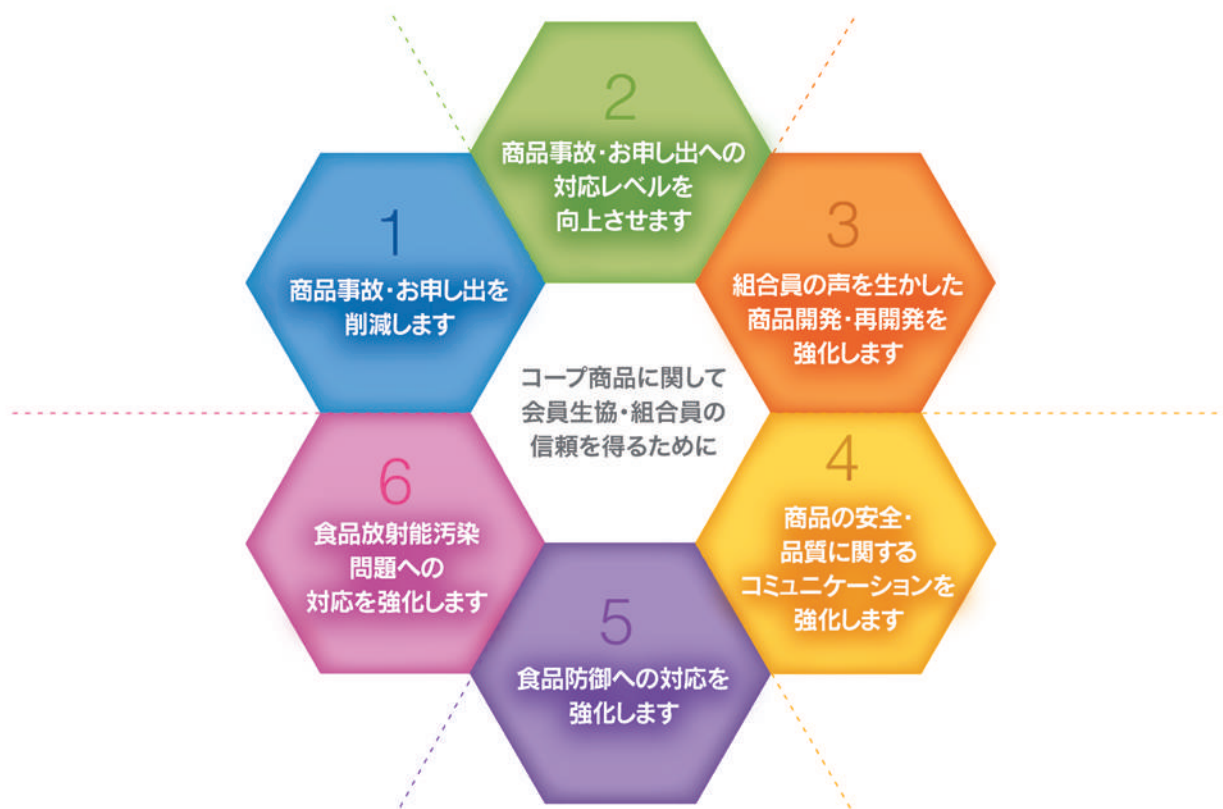 1
商品事故・お申し出を
削減します
2
商品事故・お申し出への
対応レベルを
向上させます
3
組合員の声を生かした
商品開発・再開発を
強化します
4
商品の安全・
品質に関する
コミュニケーションを
強化します
5
食品防御への対応を
強化します
6
食品放射能汚染
問題への
対応を強化します
コープ商品に関して
会員生協・組合員の
信頼を得るために